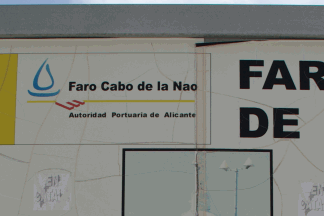 Faro Cabo de la Nao
Autoridad Portuaria de Alicante
FAR
DE